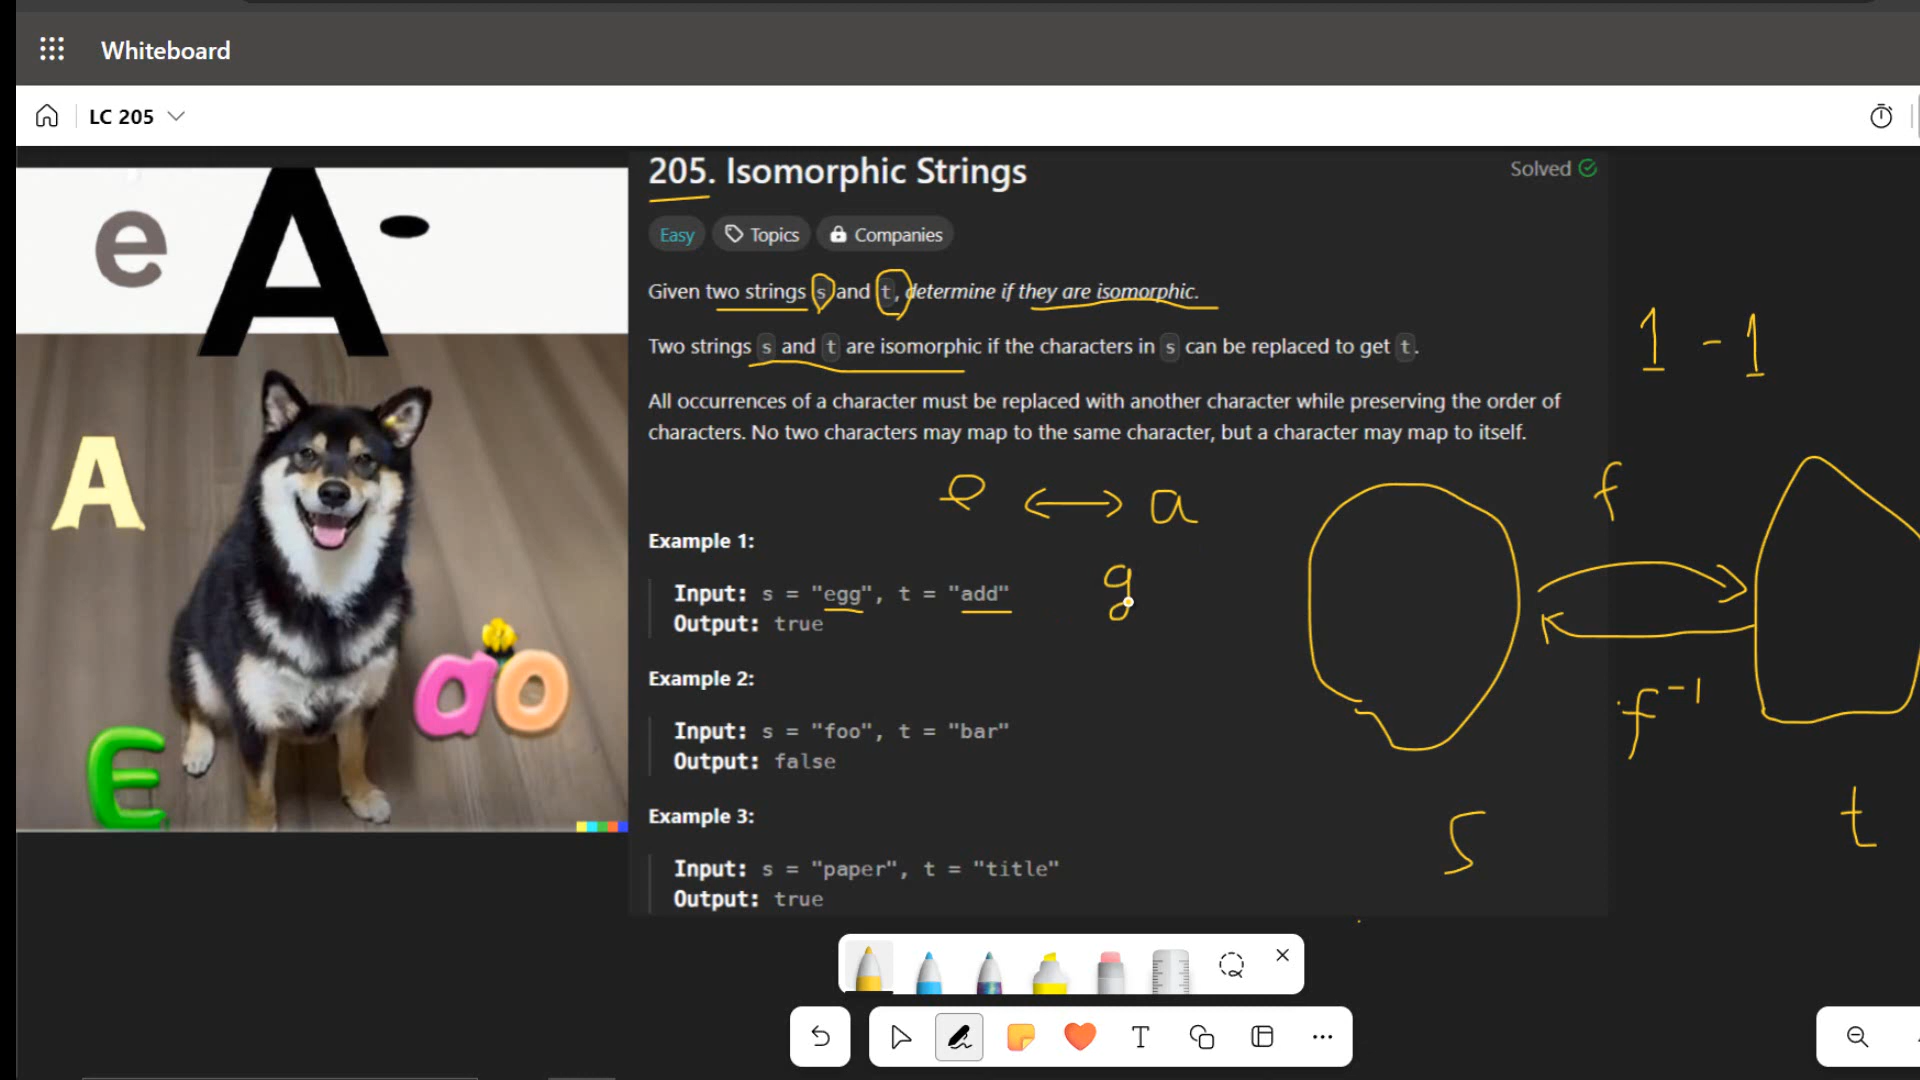 Whiteboard
LC 205
e A -
A
a o
E
205. Isomorphic Strings
Solved
Easy Topics Companies
Given two strings s and t, determine if they are isomorphic.
Two strings s and t are isomorphic if the characters in s can be replaced to get t.
All occurrences of a character must be replaced with another character while preserving the order of
characters. No two characters may map to the same character, but a character may map to itself.
1 - 1
e ↔ a
f
Example 1:
g
Input: s = "egg", t = "add"
Output: true
f⁻¹
Example 2:
Input: s = "foo", t = "bar"
Output: false
Example 3:
s
t
Input: s = "paper", t = "title"
Output: true
T